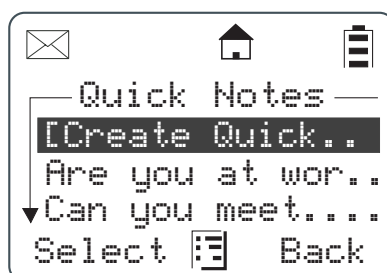 Quick Notes
[Create Quick..
Are you at wor..
Can you meet....
Select Back